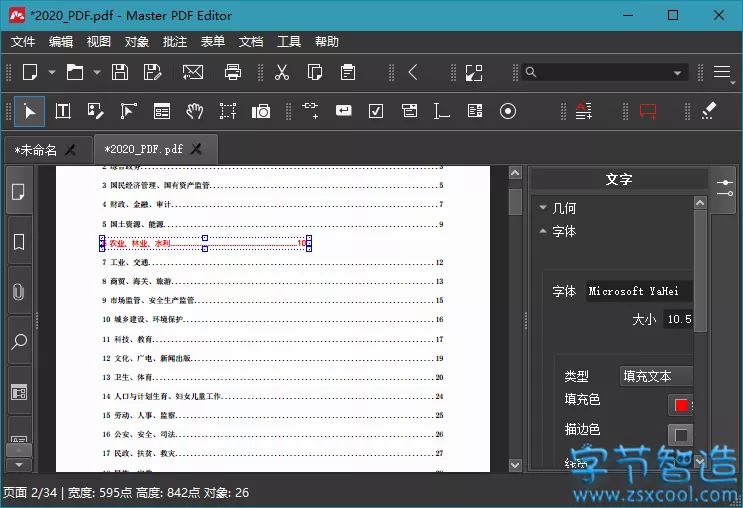 *2020_PDF.pdf - Master PDF Editor
文件 编辑 视图 对象 批注 表单 文档 工具 帮助
*未命名
*2020_PDF.pdf
2 综合政务 3
3 国民经济管理、国有资产监管 5
4 财政、金融、审计 7
5 国土资源、能源 9
6 农业、林业、水利 10
7 工业、交通 12
8 商贸、海关、旅游 13
9 市场监管、安全生产监管 15
10 城乡建设、环境保护 16
11 科技、教育 17
12 文化、广电、新闻出版 19
13 卫生、体育 20
14 人口与计划生育、妇女儿童工作 24
15 劳动、人事、监察 25
16 公安、安全、司法 26
17 民政、扶贫、救灾 27
文字
几何
字体
字体 Microsoft YaHei
大小 10.5
类型 填充文本
填充色
描边色
页面 2/34 | 宽度: 595点 高度: 842点 对象: 26
字节智造
www.zsxcool.com